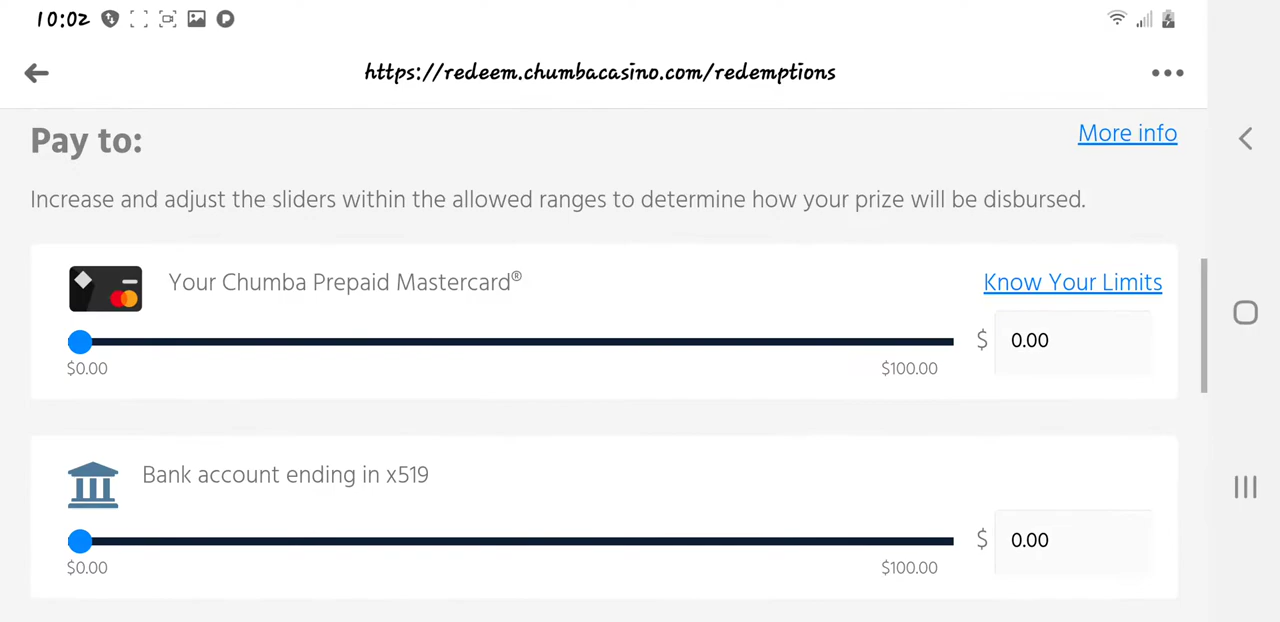 10:02
https://redeem.chumbacasino.com/redemptions
Pay to:
More info
Increase and adjust the sliders within the allowed ranges to determine how your prize will be disbursed.
Your Chumba Prepaid Mastercard®
Know Your Limits
$ 0.00
$0.00 $100.00
Bank account ending in x519
$ 0.00
$0.00 $100.00